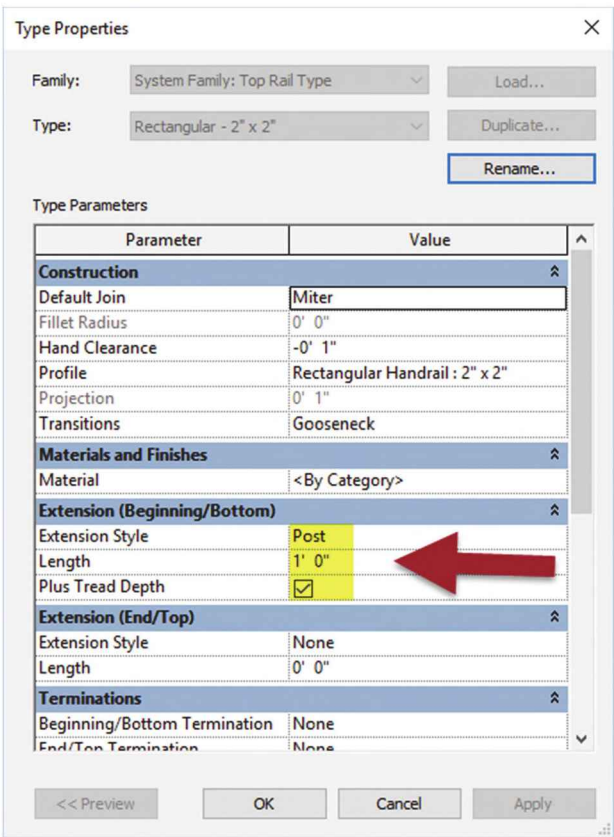 Type Properties
Family: System Family: Top Rail Type Load...
Type: Rectangular - 2" x 2" Duplicate...
Rename...
Type Parameters
Parameter Value
Construction
Default Join Miter
Fillet Radius 0' 0"
Hand Clearance -0' 1"
Profile Rectangular Handrail : 2" x 2"
Projection 0' 1"
Transitions Gooseneck
Materials and Finishes
Material <By Category>
Extension (Beginning/Bottom)
Extension Style Post
Length 1' 0"
Plus Tread Depth
Extension (End/Top)
Extension Style None
Length 0' 0"
Terminations
Beginning/Bottom Termination None
End/Top Termination None
<< Preview OK Cancel Apply